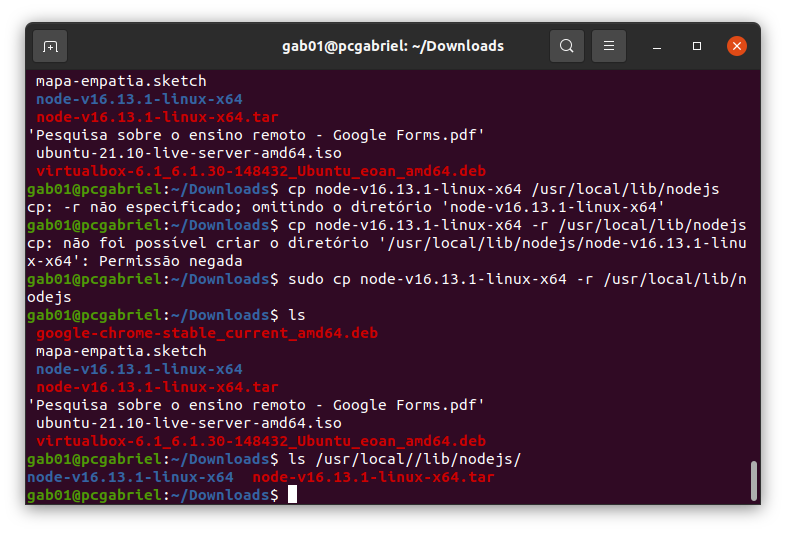 gab01@pcgabriel: ~/Downloads
mapa-empatia.sketch
node-v16.13.1-linux-x64
node-v16.13.1-linux-x64.tar
'Pesquisa sobre o ensino remoto - Google Forms.pdf'
ubuntu-21.10-live-server-amd64.iso
virtualbox-6.1_6.1.30-148432_Ubuntu_eoan_amd64.deb
gab01@pcgabriel:~/Downloads$ cp node-v16.13.1-linux-x64 /usr/local/lib/nodejs
cp: -r não especificado; omitindo o diretório 'node-v16.13.1-linux-x64'
gab01@pcgabriel:~/Downloads$ cp node-v16.13.1-linux-x64 -r /usr/local/lib/nodejs
cp: não foi possível criar o diretório '/usr/local/lib/nodejs/node-v16.13.1-linu
x-x64': Permissão negada
gab01@pcgabriel:~/Downloads$ sudo cp node-v16.13.1-linux-x64 -r /usr/local/lib/n
odejs
gab01@pcgabriel:~/Downloads$ ls
google-chrome-stable_current_amd64.deb
mapa-empatia.sketch
node-v16.13.1-linux-x64
node-v16.13.1-linux-x64.tar
'Pesquisa sobre o ensino remoto - Google Forms.pdf'
ubuntu-21.10-live-server-amd64.iso
virtualbox-6.1_6.1.30-148432_Ubuntu_eoan_amd64.deb
gab01@pcgabriel:~/Downloads$ ls /usr/local//lib/nodejs/
node-v16.13.1-linux-x64  node-v16.13.1-linux-x64.tar
gab01@pcgabriel:~/Downloads$